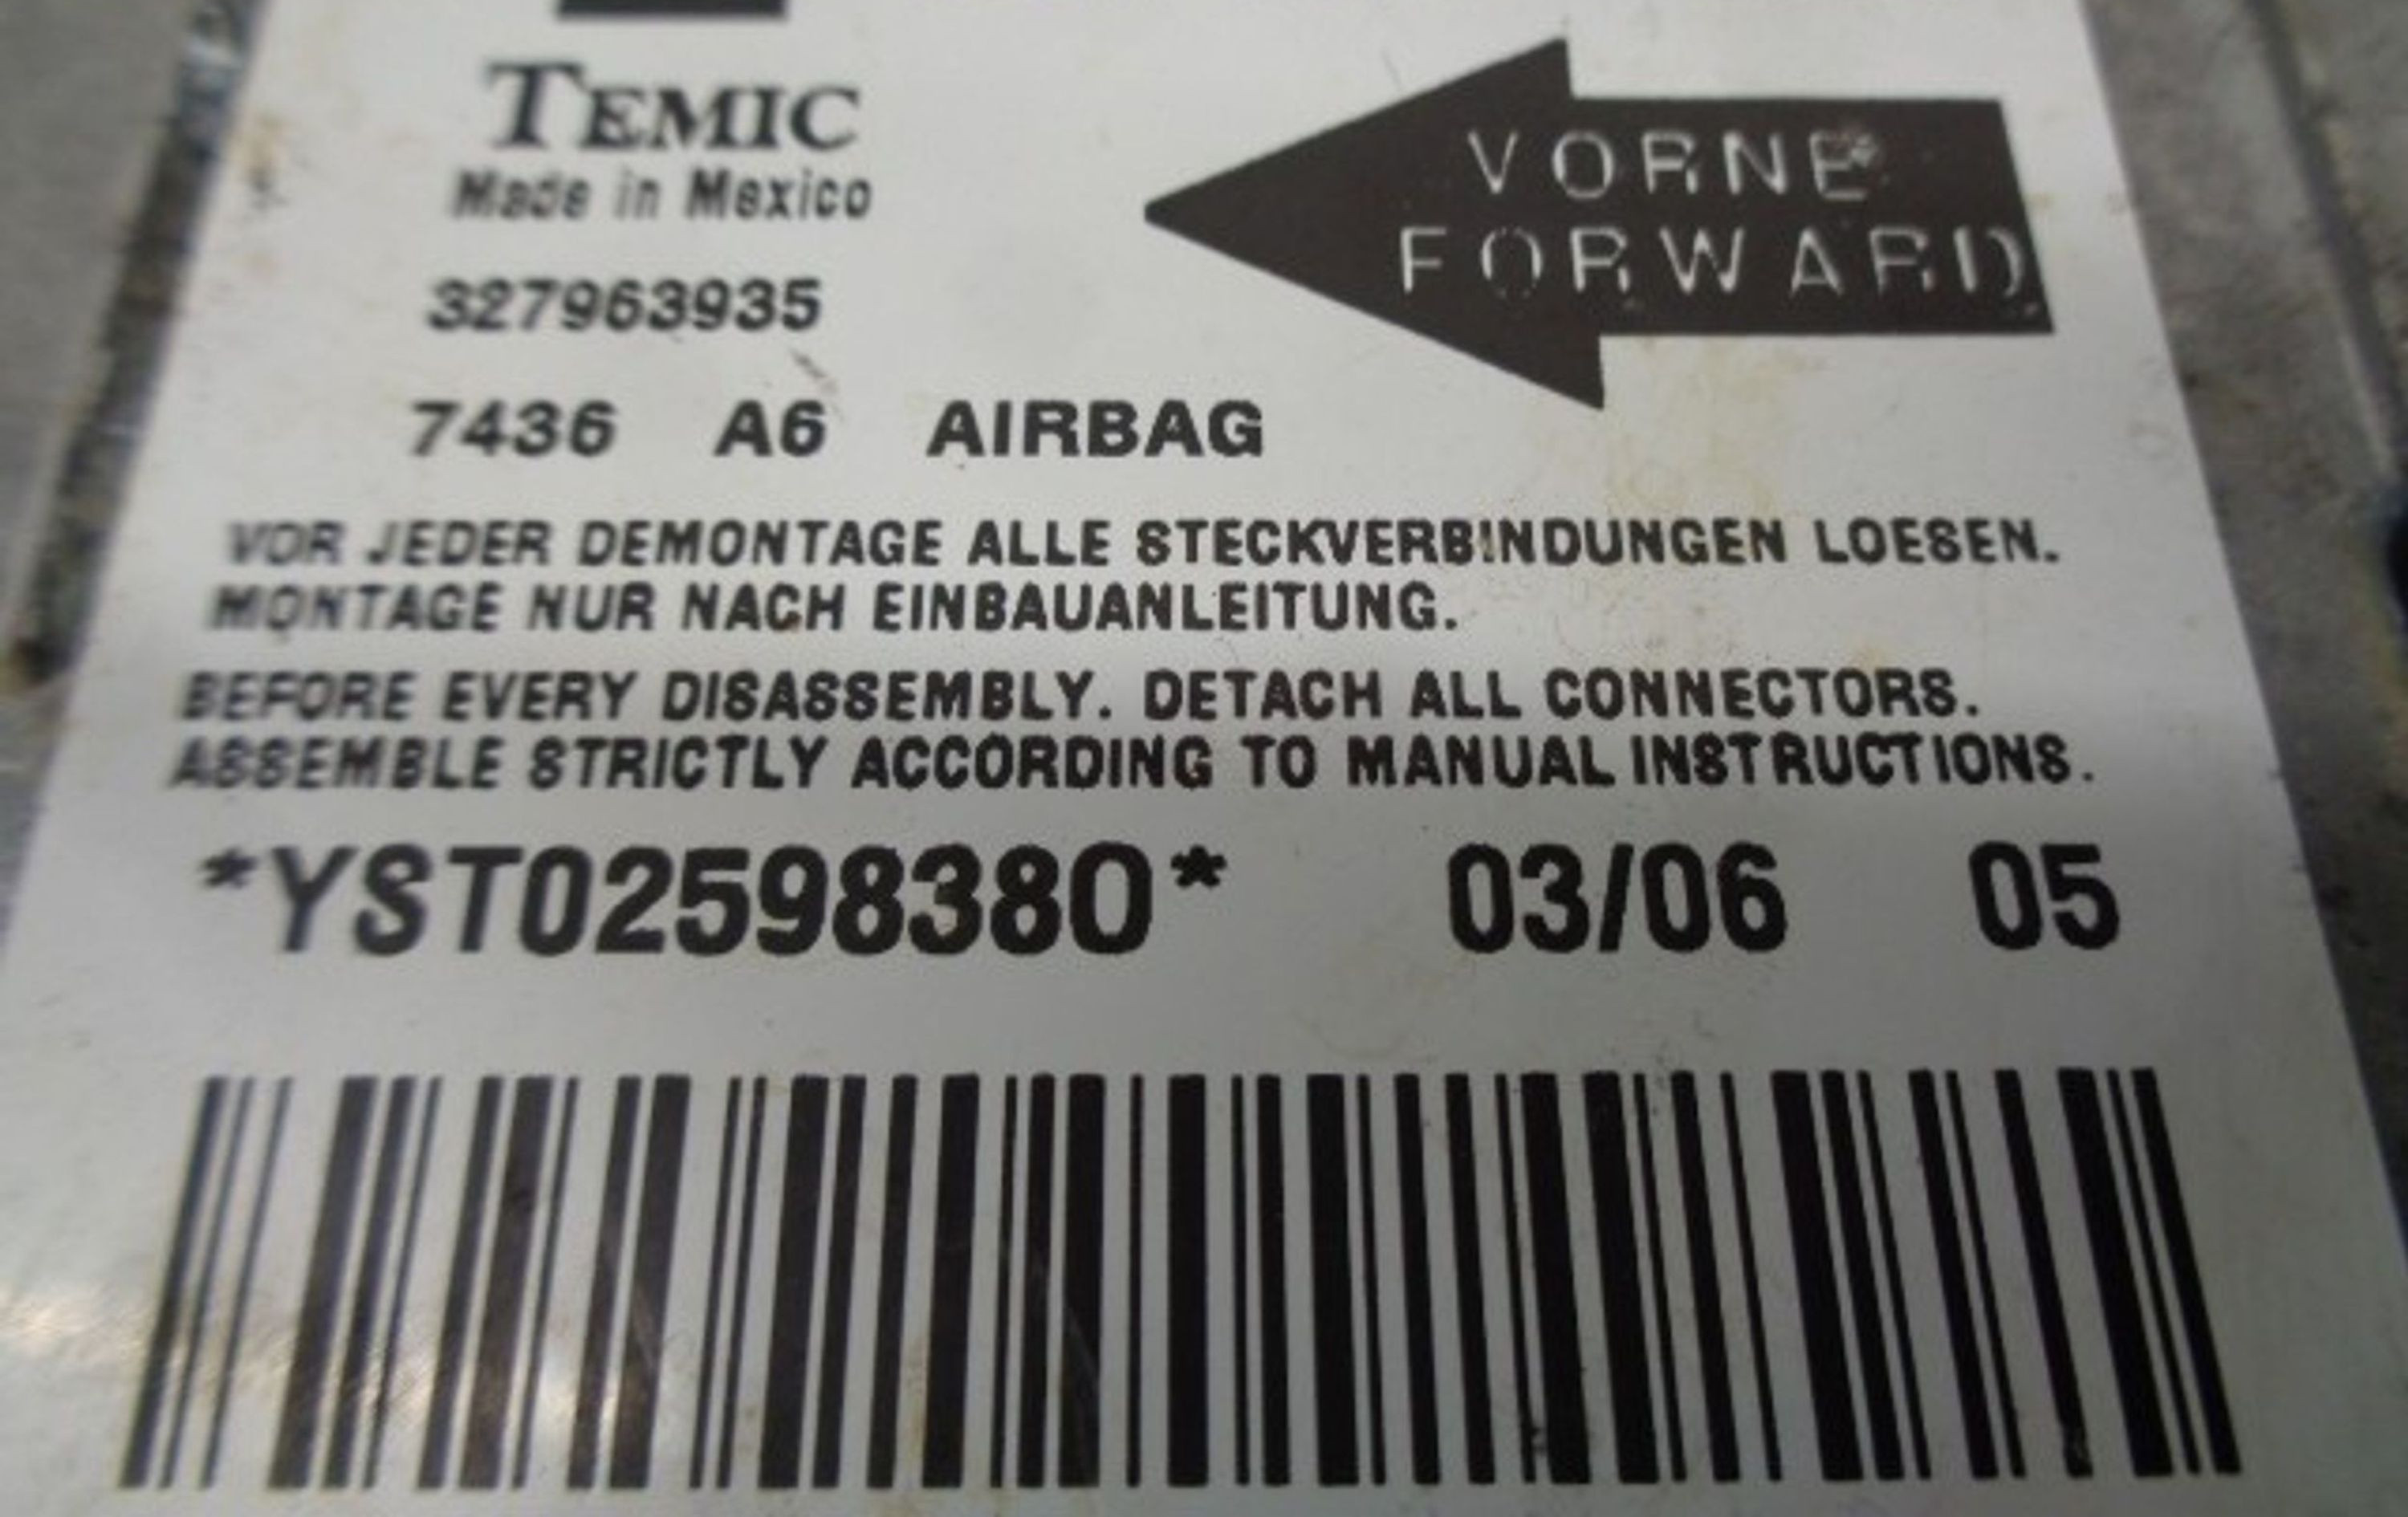 TEMIC
Made in Mexico
327963935
VORNE
FORWARD
7436 A6 AIRBAG
VOR JEDER DEMONTAGE ALLE STECKVERBINDUNGEN LOESEN.
MONTAGE NUR NACH EINBAUANLEITUNG.
BEFORE EVERY DISASSEMBLY. DETACH ALL CONNECTORS.
ASSEMBLE STRICTLY ACCORDING TO MANUAL INSTRUCTIONS.
*YST02598380* 03/06 05